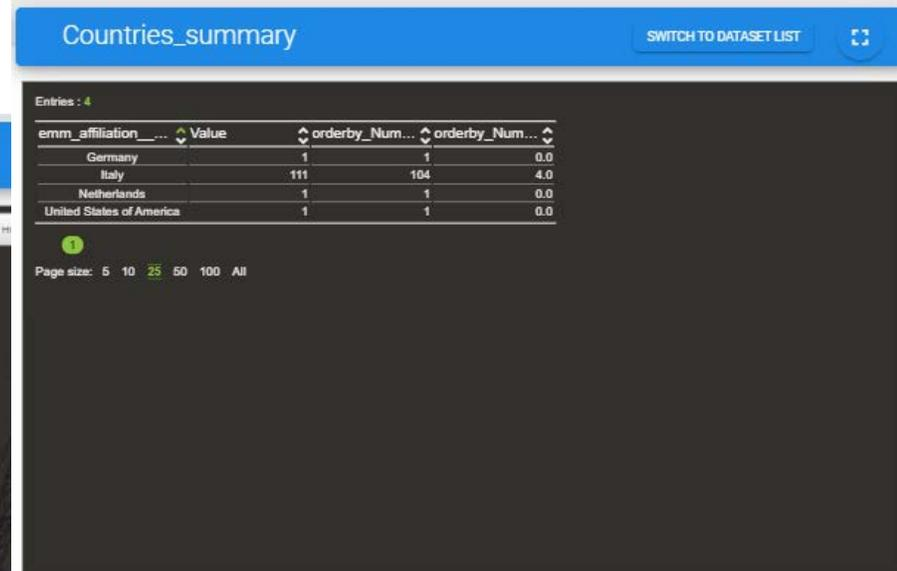 Countries_summary SWITCH TO DATASET LIST
Entries : 4
emm_affiliation__... Value orderby_Num... orderby_Num...
Germany 1 1 0.0
Italy 111 104 4.0
Netherlands 1 1 0.0
United States of America 1 1 0.0
1
Page size: 5 10 25 50 100 All